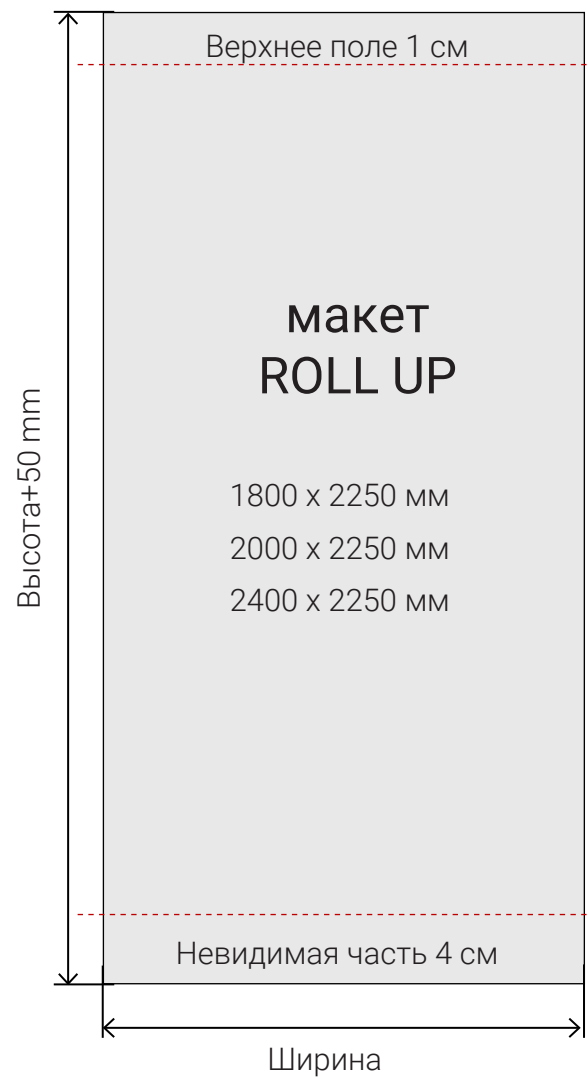 Верхнее поле 1 см
макет
ROLL UP
1800 x 2250 мм
2000 x 2250 мм
2400 x 2250 мм
Высота+50 mm
Невидимая часть 4 см
Ширина